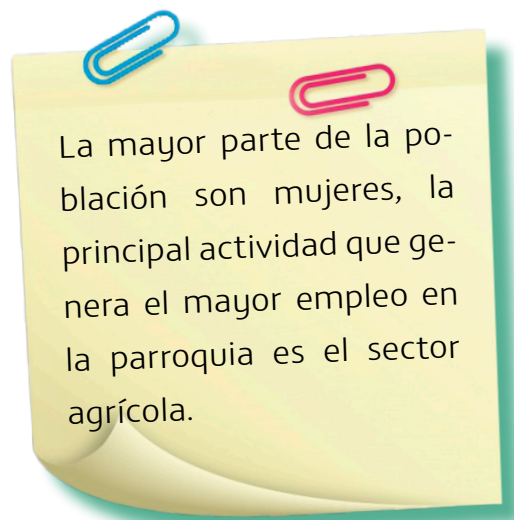 La mayor parte de la po-
blación son mujeres, la
principal actividad que ge-
nera el mayor empleo en
la parroquia es el sector
agrícola.